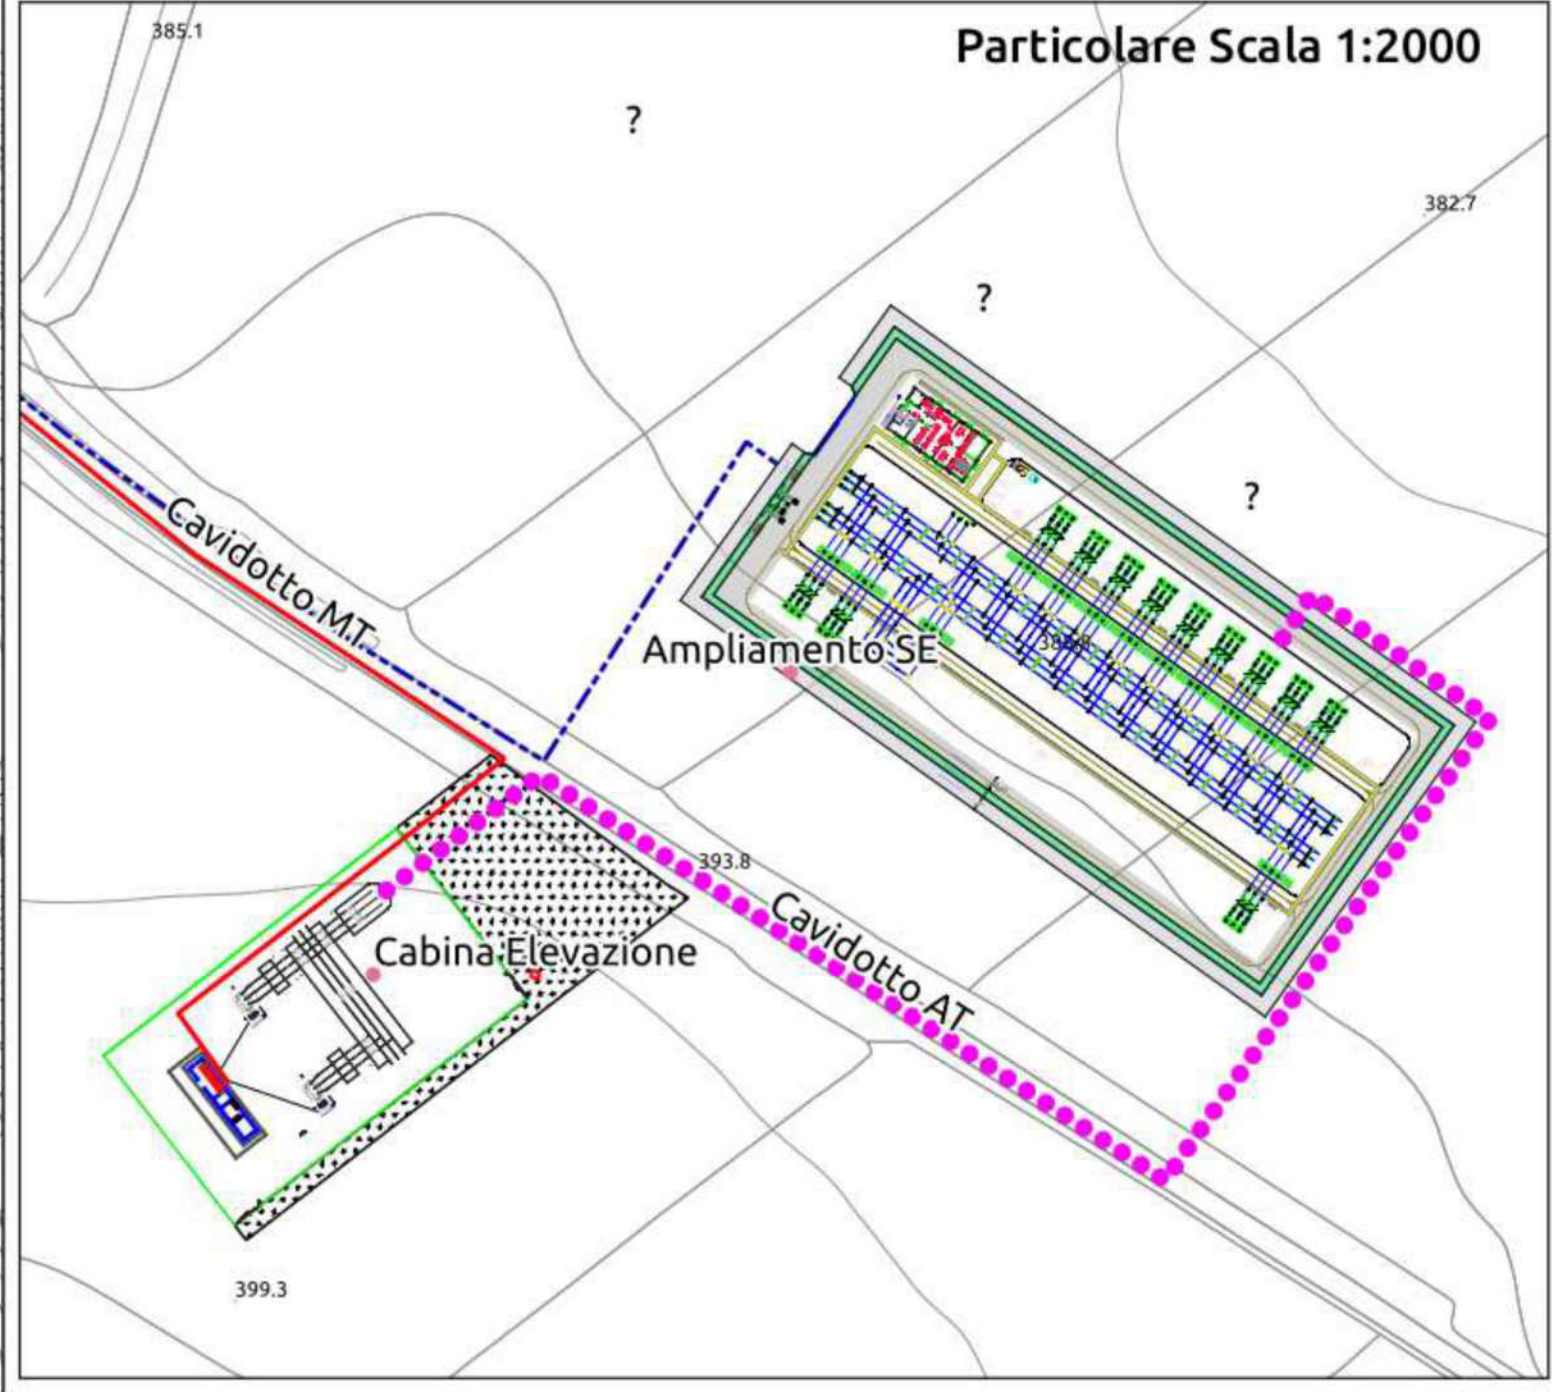 385.1
Particolare Scala 1:2000
?
382.7
?
?
Cavidotto MT
Ampliamento SE
393.8
Cavidotto AT
Cabina Elevazione
399.3